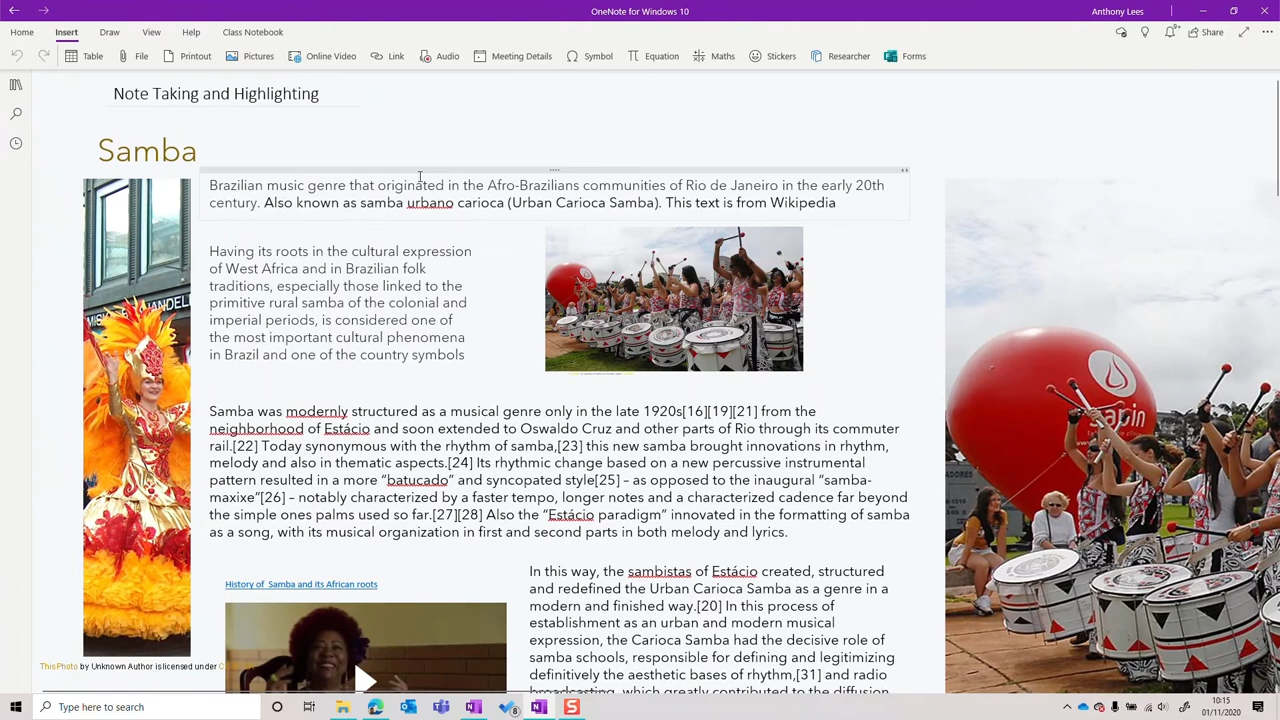 OneNote for Windows 10
Anthony Lees
Home Insert Draw View Help Class Notebook
Share
Table File Printout Pictures Online Video Link Audio Meeting Details Symbol Equation Maths Stickers Researcher Forms
Note Taking and Highlighting
Samba
Brazilian music genre that originated in the Afro-Brazilians communities of Rio de Janeiro in the early 20th
century. Also known as samba urbano carioca (Urban Carioca Samba). This text is from Wikipedia
Having its roots in the cultural expression
of West Africa and in Brazilian folk
traditions, especially those linked to the
primitive rural samba of the colonial and
imperial periods, is considered one of
the most important cultural phenomena
in Brazil and one of the country symbols
Samba was modernly structured as a musical genre only in the late 1920s[16][19][21] from the
neighborhood of Estácio and soon extended to Oswaldo Cruz and other parts of Rio through its commuter
rail.[22] Today synonymous with the rhythm of samba,[23] this new samba brought innovations in rhythm,
melody and also in thematic aspects.[24] Its rhythmic change based on a new percussive instrumental
pattern resulted in a more “batucado” and syncopated style[25] – as opposed to the inaugural “samba-
maxixe”[26] – notably characterized by a faster tempo, longer notes and a characterized cadence far beyond
the simple ones palms used so far.[27][28] Also the “Estácio paradigm” innovated in the formatting of samba
as a song, with its musical organization in first and second parts in both melody and lyrics.
History of Samba and its African roots
In this way, the sambistas of Estácio created, structured
and redefined the Urban Carioca Samba as a genre in a
modern and finished way.[20] In this process of
establishment as an urban and modern musical
expression, the Carioca Samba had the decisive role of
samba schools, responsible for defining and legitimizing
definitively the aesthetic bases of rhythm,[31] and radio
broadcasting, which greatly contributed to the diffusion
This Photo by Unknown Author is licensed under
Type here to search
10:15
01/11/2020